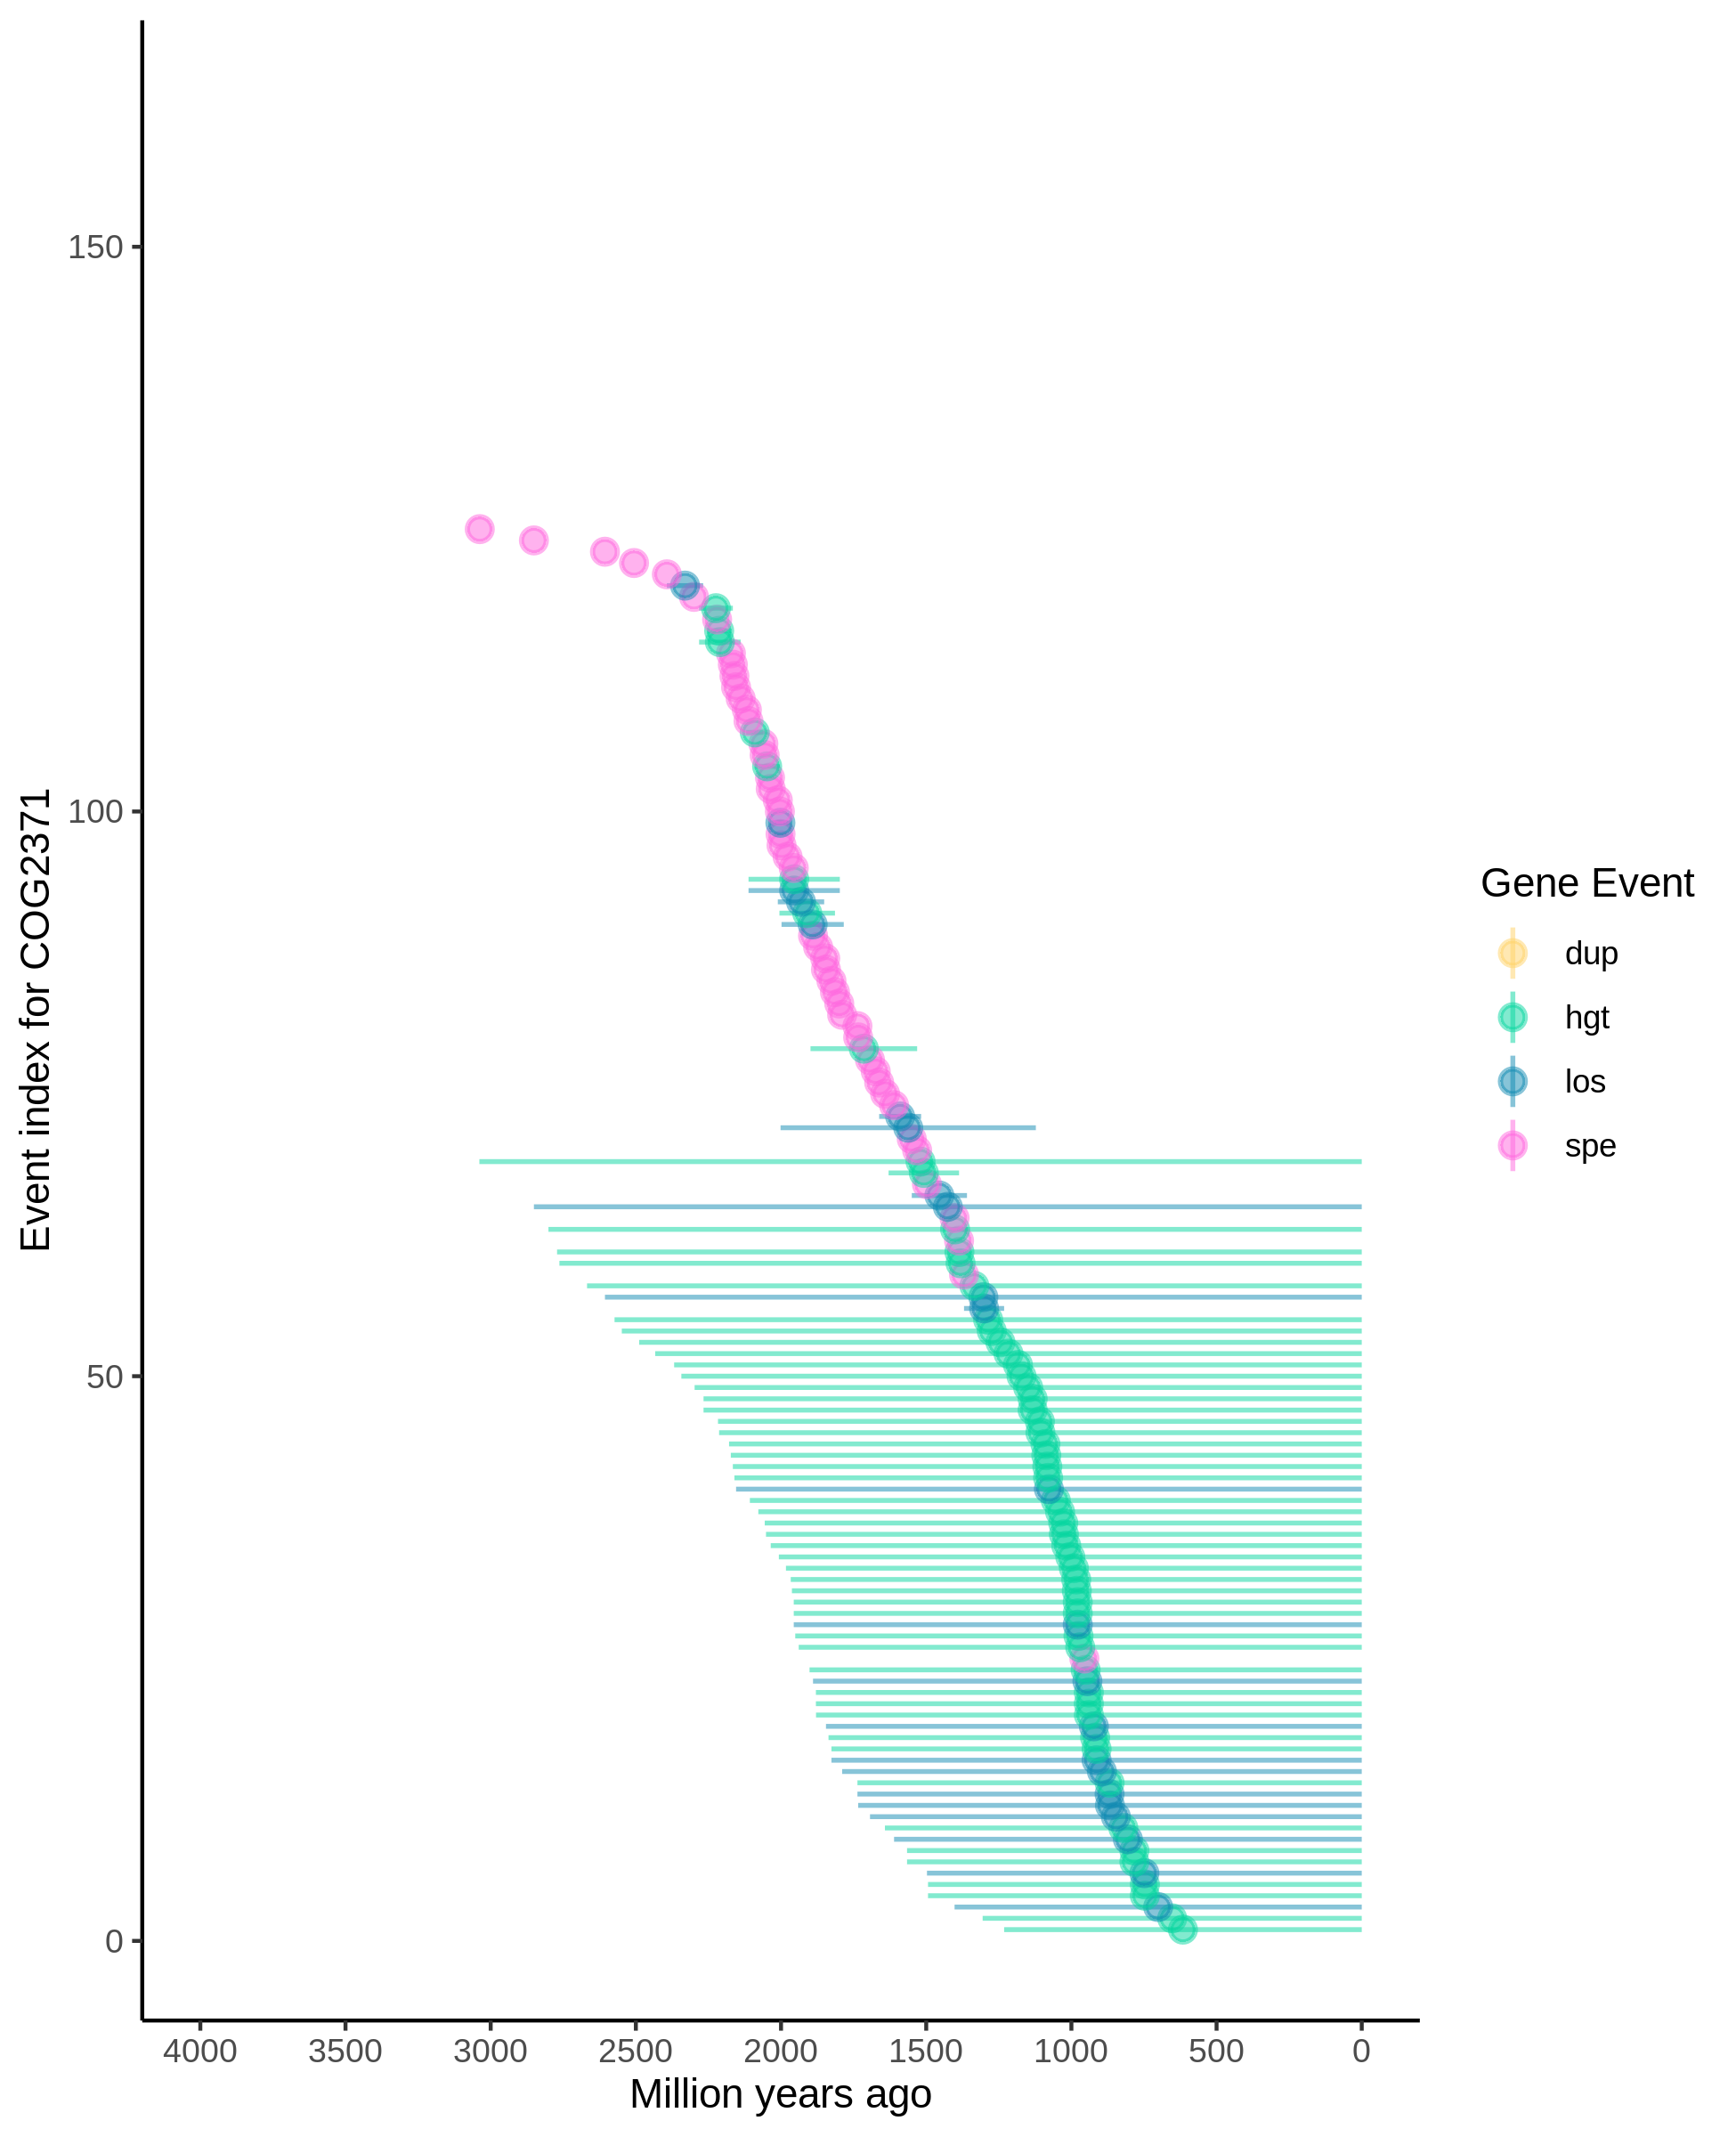 150
100
50
0
Event index for COG2371
4000 3500 3000 2500 2000 1500 1000 500 0
Million years ago
Gene Event
dup
hgt
los
spe